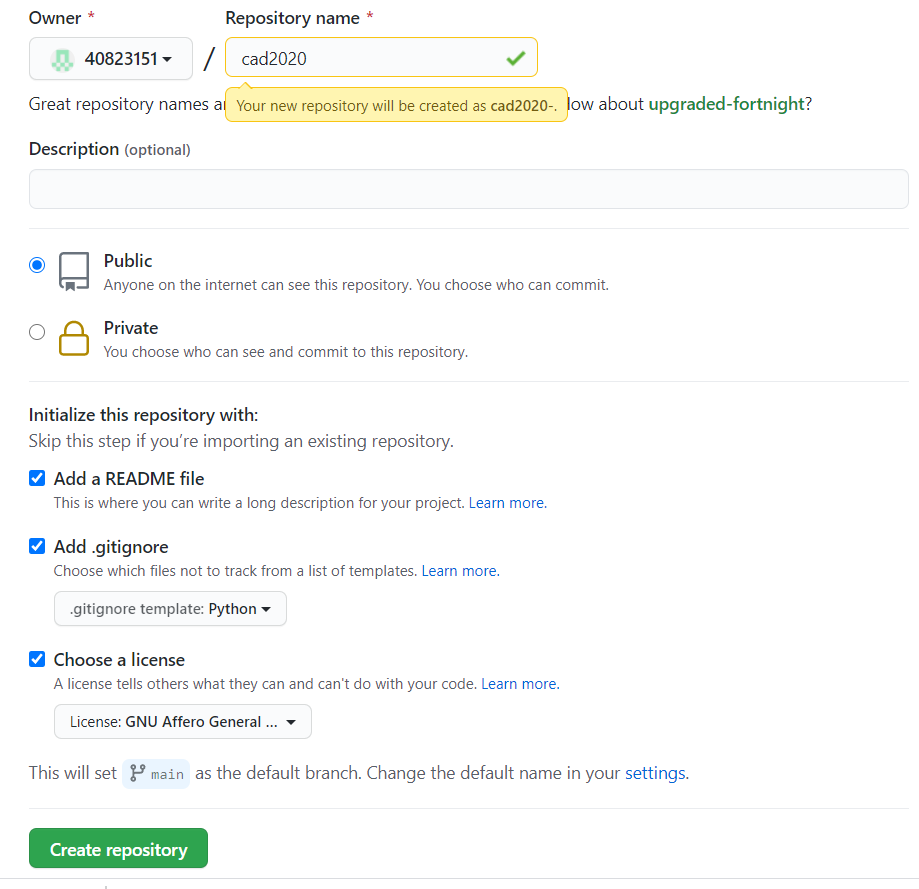 Owner * Repository name *
40823151 / cad2020
Great repository names a
Your new repository will be created as cad2020-.
low about upgraded-fortnight?
Description (optional)
Public
Anyone on the internet can see this repository. You choose who can commit.
Private
You choose who can see and commit to this repository.
Initialize this repository with:
Skip this step if you’re importing an existing repository.
Add a README file
This is where you can write a long description for your project. Learn more.
Add .gitignore
Choose which files not to track from a list of templates. Learn more.
.gitignore template: Python
Choose a license
A license tells others what they can and can't do with your code. Learn more.
License: GNU Affero General ...
This will set main as the default branch. Change the default name in your settings.
Create repository